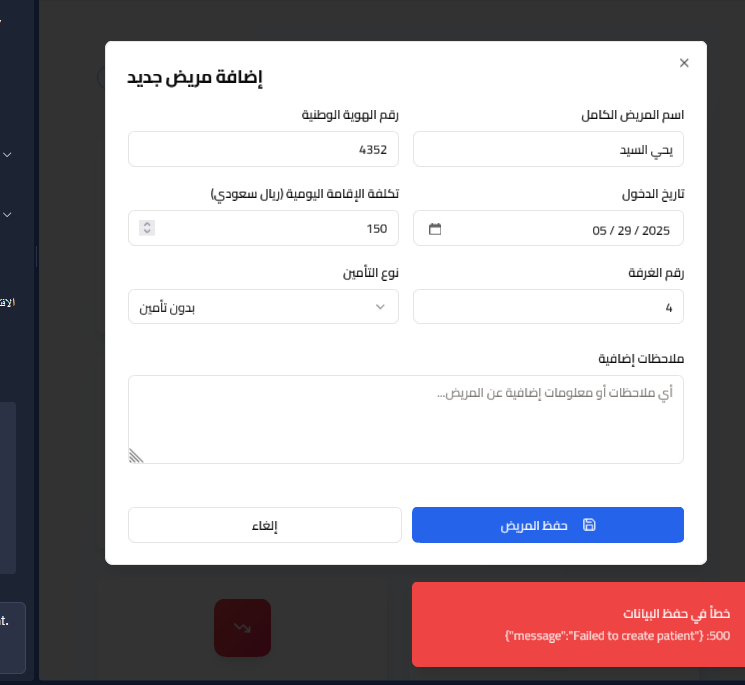 إضافة مريض جديد
اسم المريض الكامل
رقم الهوية الوطنية
يحي السيد
4352
تاريخ الدخول
تكلفة الإقامة اليومية (ريال سعودي)
05 / 29 / 2025
150
رقم الغرفة
نوع التأمين
4
بدون تأمين
ملاحظات إضافية
أي ملاحظات أو معلومات إضافية عن المريض...
حفظ المريض
إلغاء
خطأ في حفظ البيانات
500: {"message":"Failed to create patient"}
t.